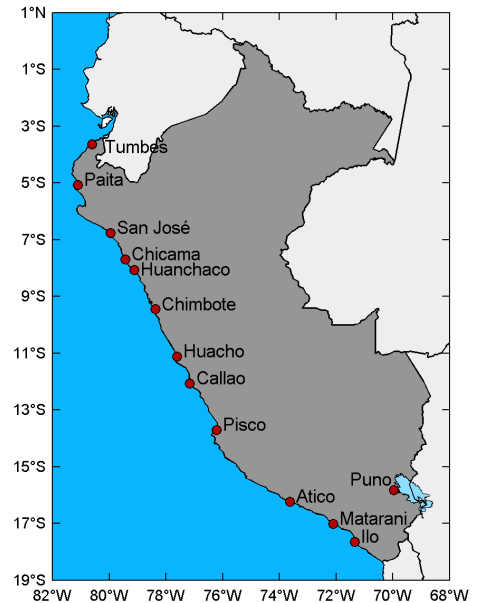 1°N
1°S
3°S
Tumbes
Paita
5°S
San José
7°S
Chicama
Huanchaco
9°S
Chimbote
11°S
Huacho
Callao
13°S
Pisco
15°S
Puno
Atico
17°S
Matarani
Ilo
19°S
82°W 80°W 78°W 76°W 74°W 72°W 70°W 68°W